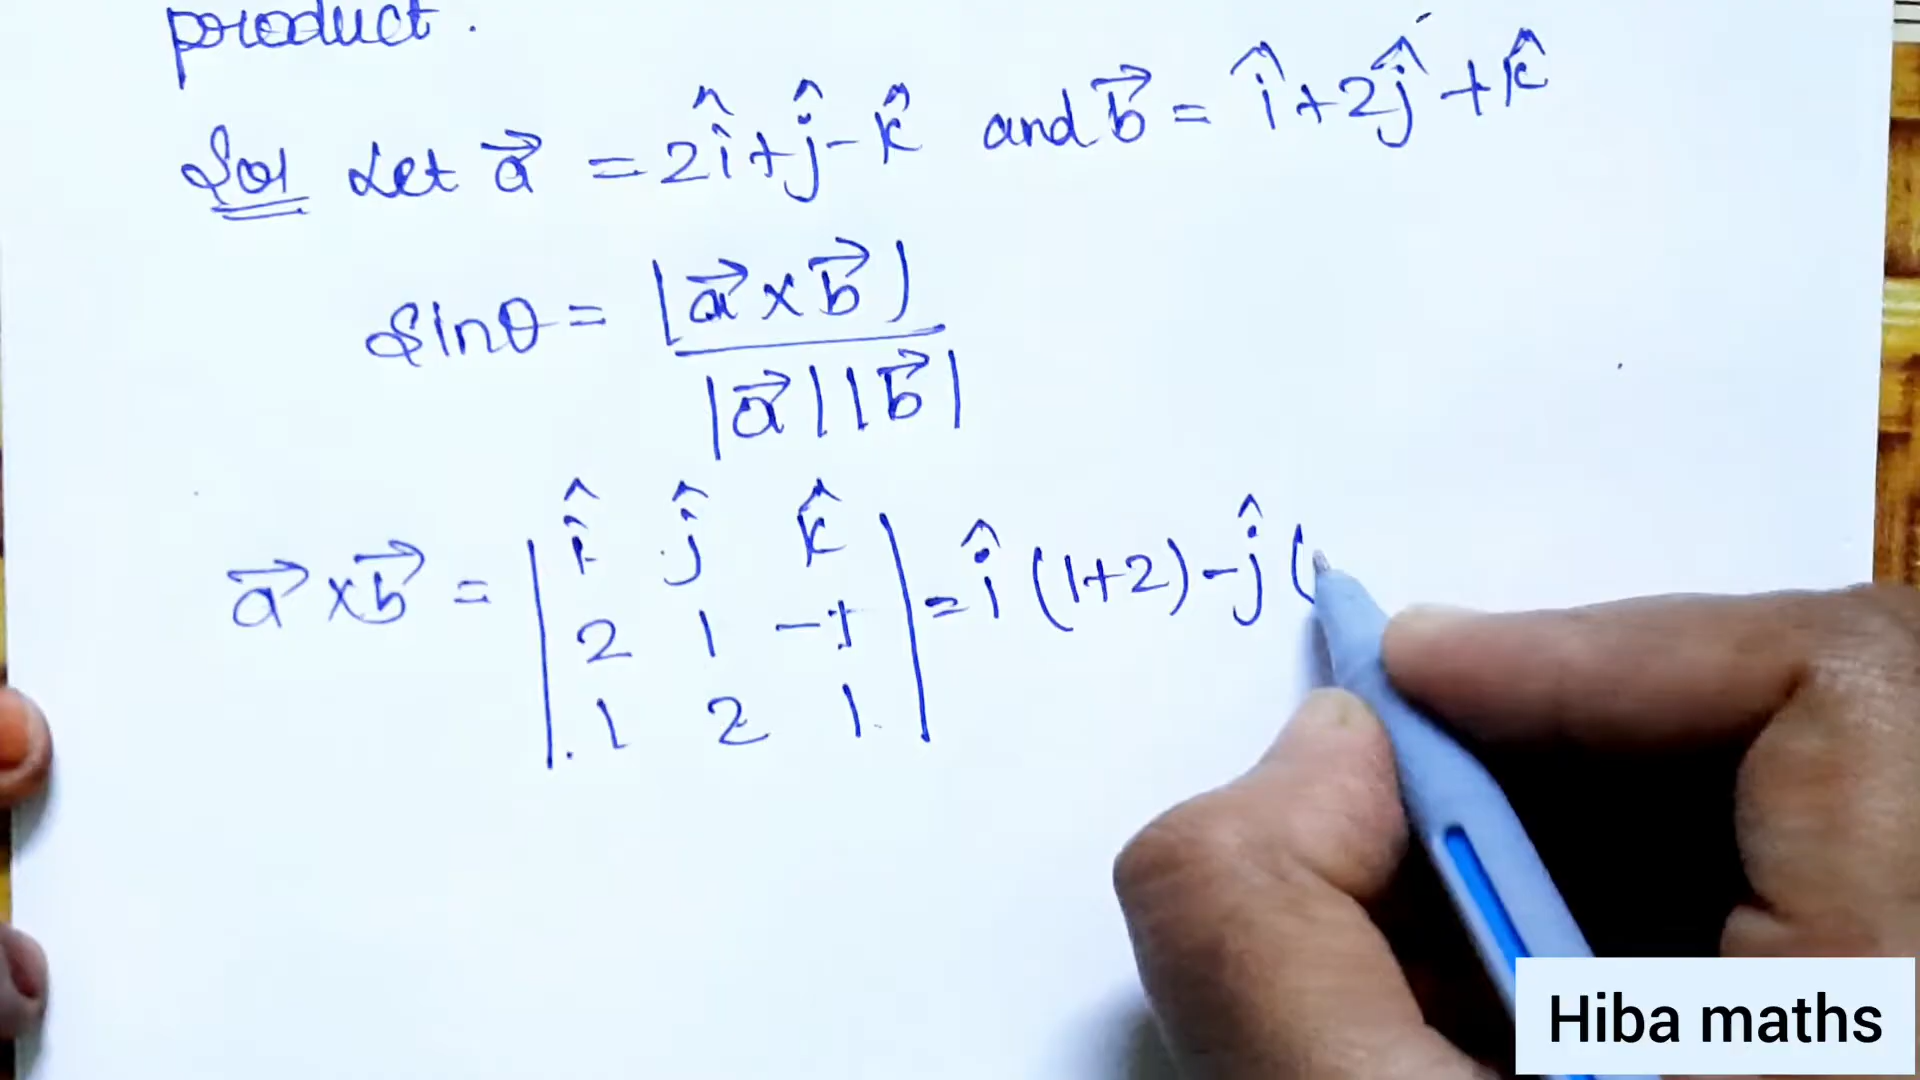 product.
Sol Let a⃗ = 2î+ĵ-k̂ and b⃗ = î+2ĵ+k̂
Sinθ = |a⃗×b⃗|
|a⃗||b⃗|
a⃗×b⃗ = | î ĵ k̂ | = î(1+2)-ĵ(
2 1 -1
1 2 1
Hiba maths